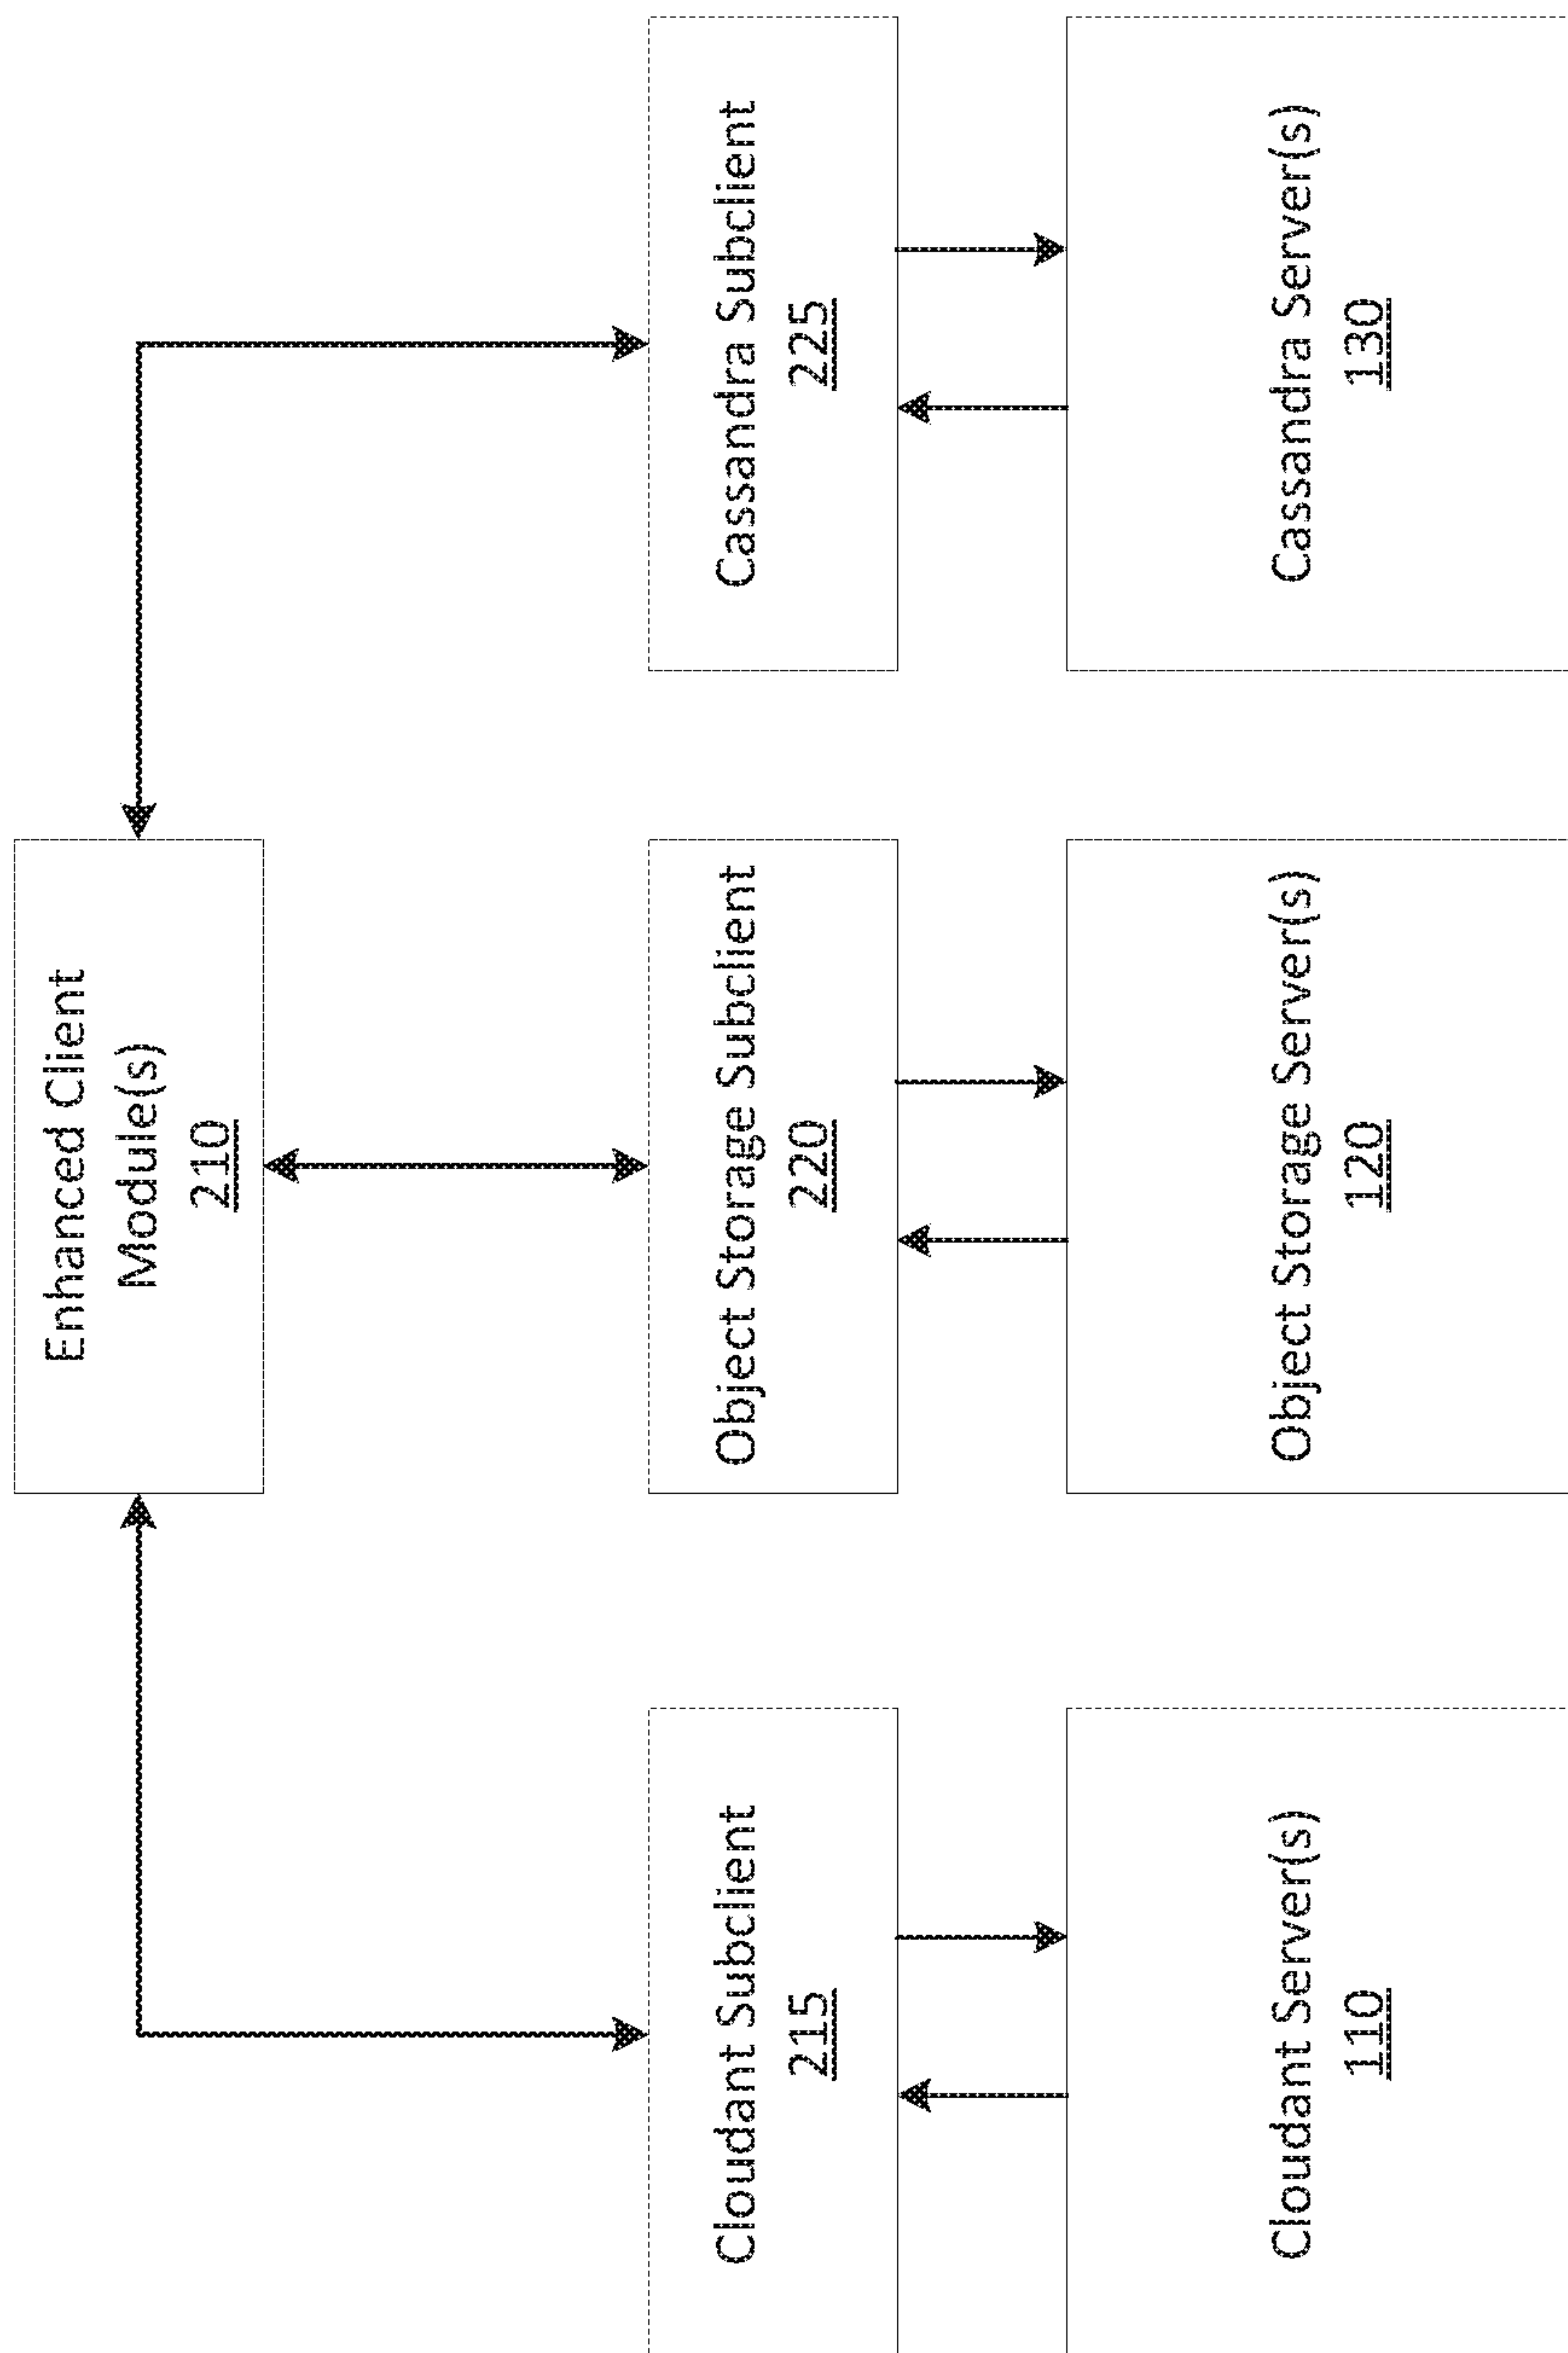 Enhanced Client
Module(s)
210
Cloudant Subclient
215
Object Storage Subclient
220
Cassandra Subclient
225
Cloudant Server(s)
110
Object Storage Server(s)
120
Cassandra Server(s)
130